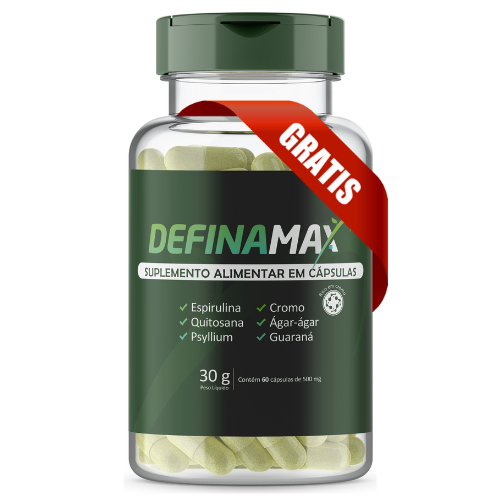 GRATIS
DEFINAMAX
SUPLEMENTO ALIMENTAR EM CÁPSULAS
✓ Espirulina ✓ Cromo
✓ Quitosana ✓ Ágar-ágar
✓ Psyllium ✓ Guaraná
30 g
Peso Líquido
Contém 60 cápsulas de 500 mg